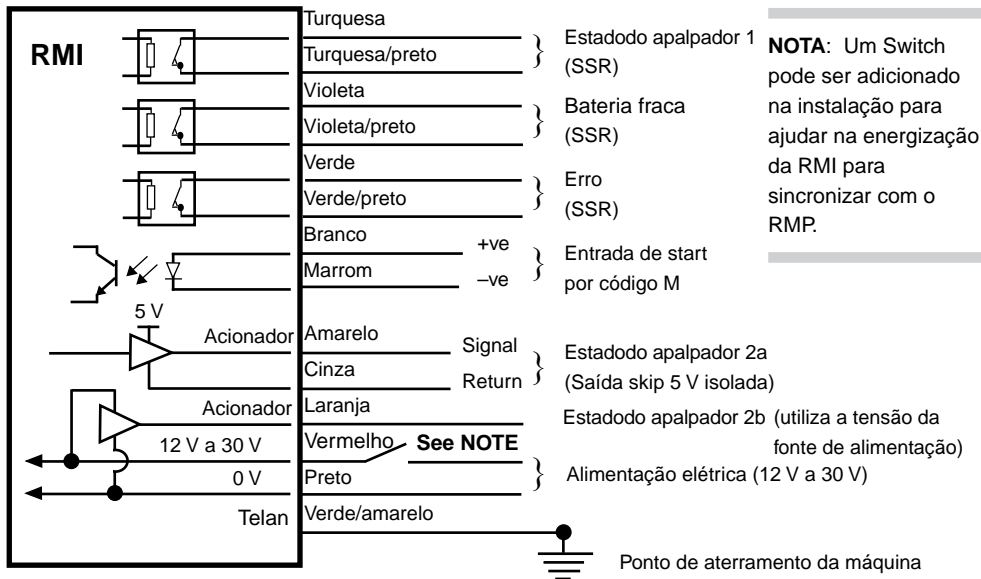 RMI
Turquesa
Turquesa/preto
Estadodo apalpador 1
(SSR)
Violeta
Violeta/preto
Bateria fraca
(SSR)
Verde
Verde/preto
Erro
(SSR)
Branco
+ve
Marrom
–ve
Entrada de start
por código M
5 V
Acionador
Amarelo
Signal
Cinza
Return
Estadodo apalpador 2a
(Saída skip 5 V isolada)
Acionador
Laranja
Estadodo apalpador 2b (utiliza a tensão da
fonte de alimentação)
12 V a 30 V
Vermelho
See NOTE
0 V
Preto
Alimentação elétrica (12 V a 30 V)
Telan
Verde/amarelo
Ponto de aterramento da máquina
NOTA: Um Switch
pode ser adicionado
na instalação para
ajudar na energização
da RMI para
sincronizar com o
RMP.